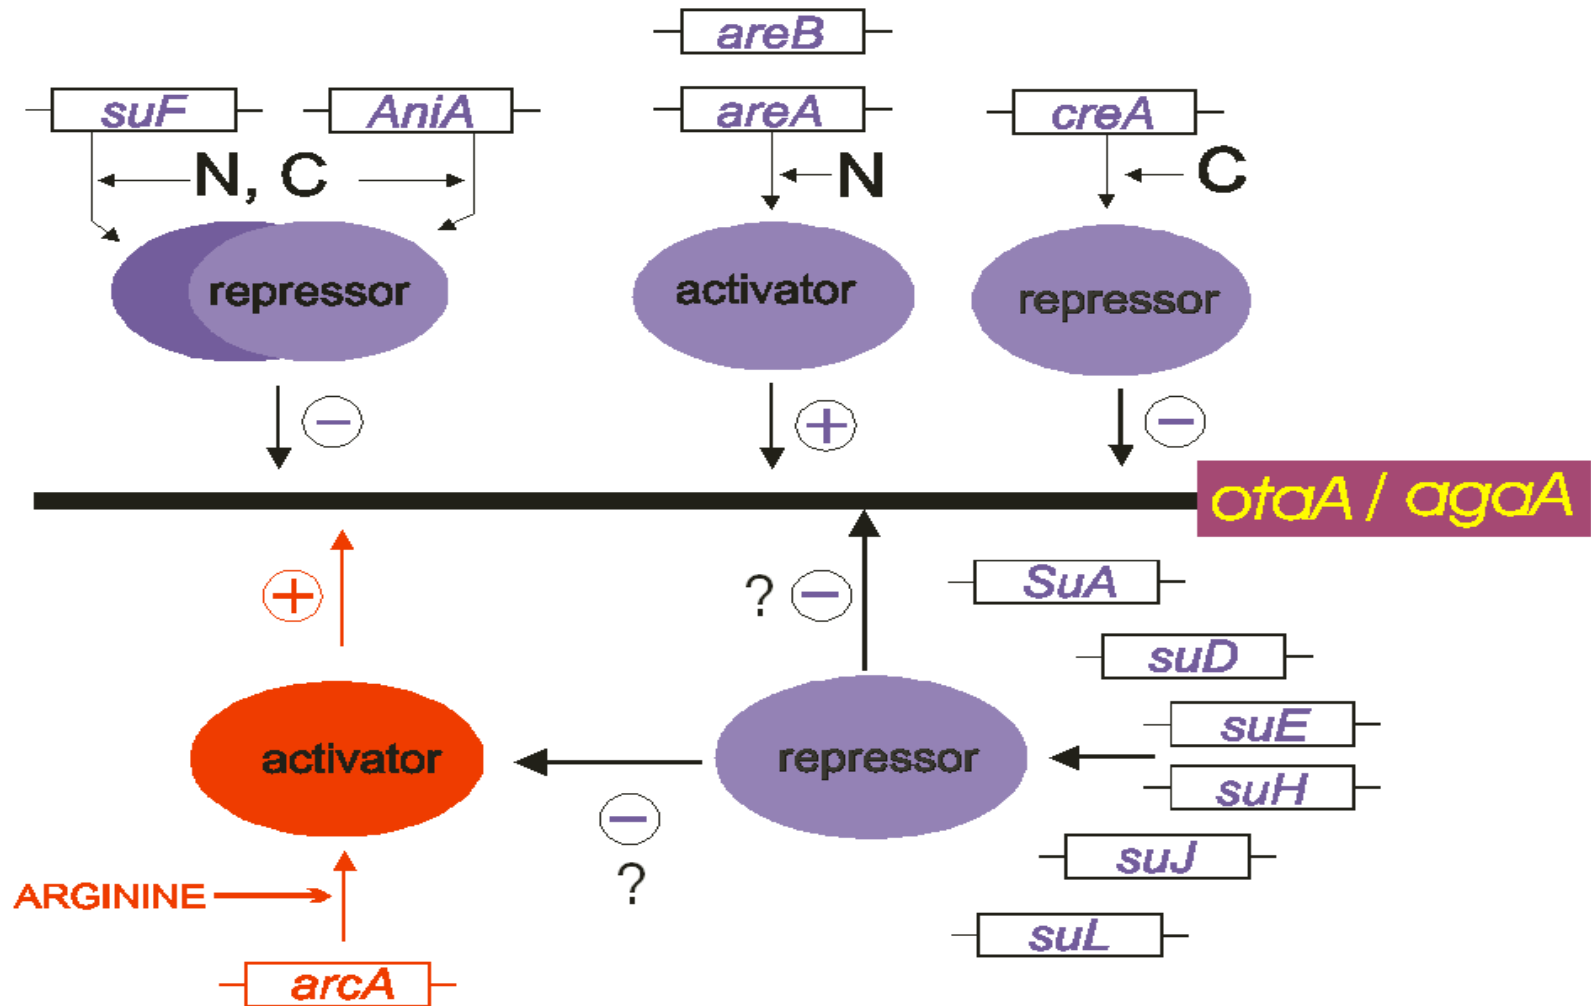 areB
suF
AniA
areA
creA
N, C
N
C
repressor
activator
repressor
−
+
−
otaA / agaA
+
? −
SuA
suD
suE
activator
repressor
suH
−
?
suJ
ARGININE
suL
arcA